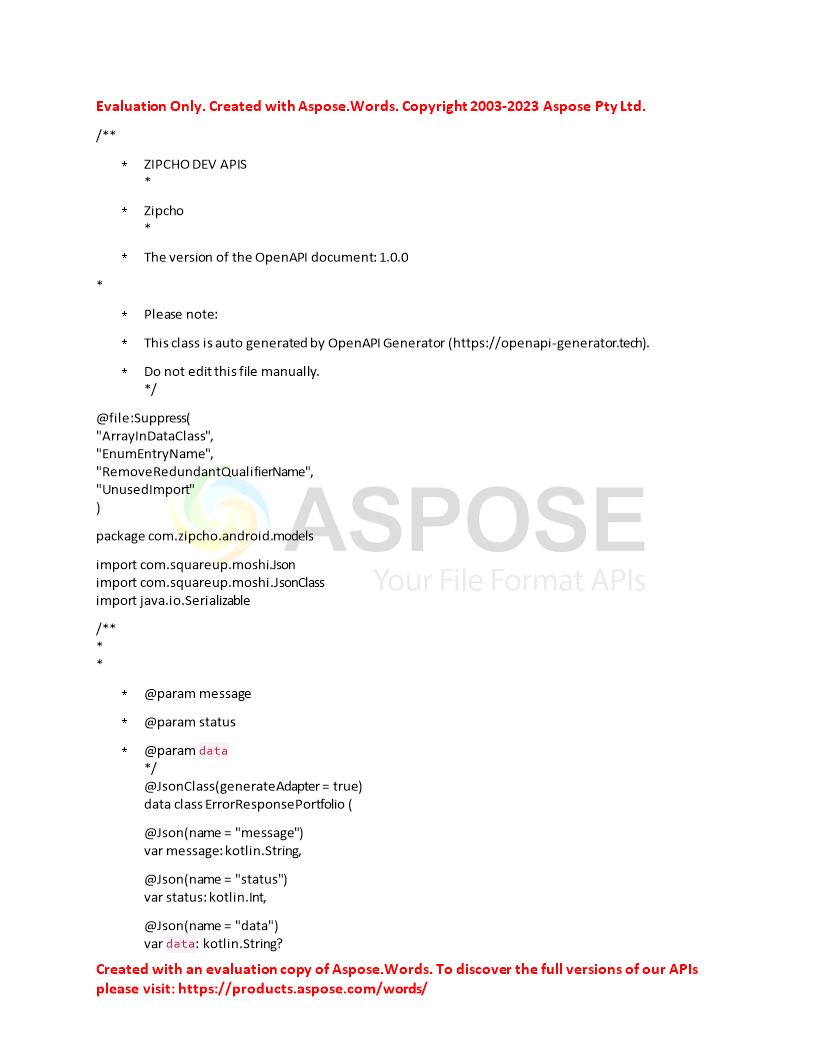 Evaluation Only. Created with Aspose.Words. Copyright 2003-2023 Aspose Pty Ltd.
/**
* ZIPCHO DEV APIS
*
* Zipcho
*
* The version of the OpenAPI document: 1.0.0
*
* Please note:
* This class is auto generated by OpenAPI Generator (https://openapi-generator.tech).
* Do not edit this file manually.
*/
@file:Suppress(
"ArrayInDataClass",
"EnumEntryName",
"RemoveRedundantQualifierName",
"UnusedImport"
)
package com.zipcho.android.models
import com.squareup.moshi.Json
import com.squareup.moshi.JsonClass
import java.io.Serializable
ASPOSE
Your File Format APIs
/**
*
*
* @param message
* @param status
* @param data
*/
@JsonClass(generateAdapter = true)
data class ErrorResponsePortfolio (
@Json(name = "message")
var message: kotlin.String,
@Json(name = "status")
var status: kotlin.Int,
@Json(name = "data")
var data: kotlin.String?
Created with an evaluation copy of Aspose.Words. To discover the full versions of our APIs
please visit: https://products.aspose.com/words/